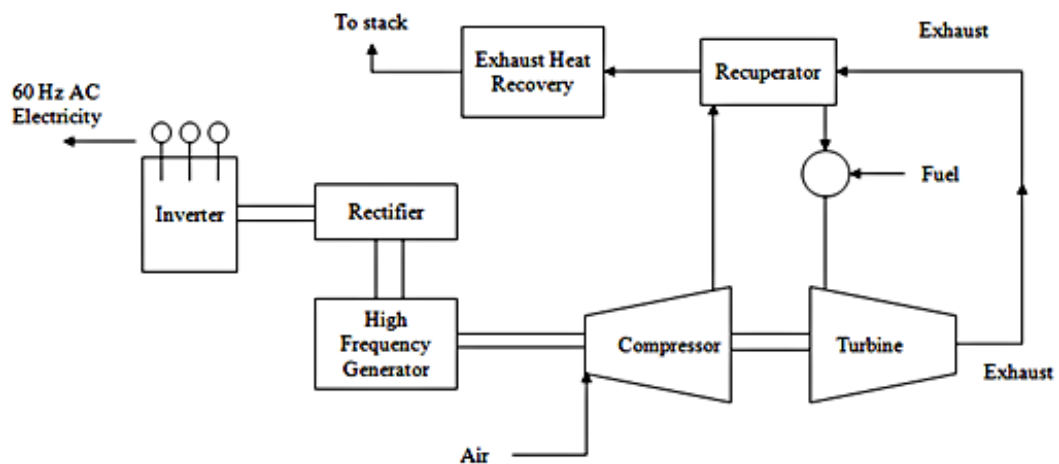 To stack
Exhaust Heat
Recovery
Recuperator
Exhaust
60 Hz AC
Electricity
Fuel
Inverter
Rectifier
High
Frequency
Generator
Compressor
Turbine
Exhaust
Air